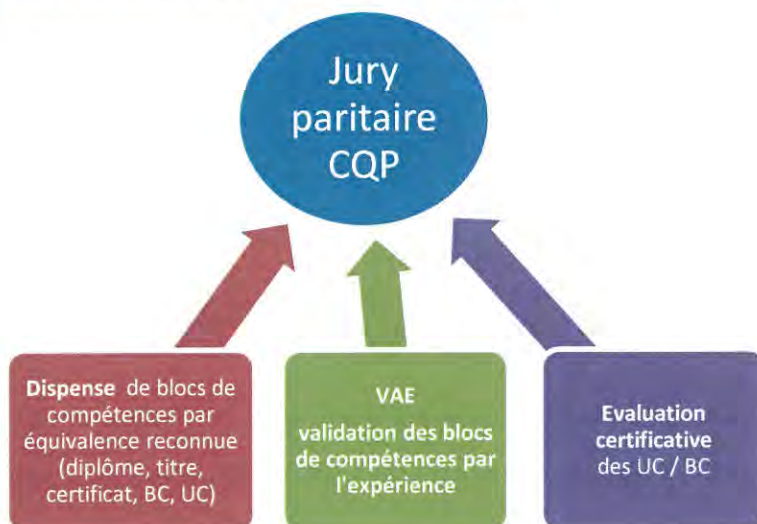 Jury
paritaire
CQP
Dispense de blocs de
compétences par
équivalence reconnue
(diplôme, titre,
certificat, BC, UC)
VAE
validation des blocs
de compétences par
l'expérience
Evaluation
certificative
des UC / BC